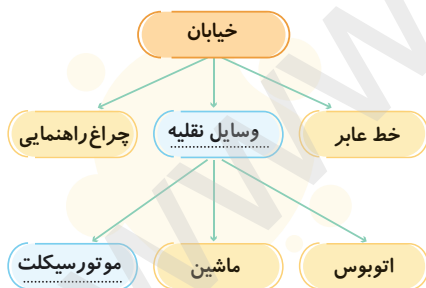 خیابان
خط عابر
وسایل نقلیه
چراغ‌راهنمایی
اتوبوس
ماشین
موتورسیکلت